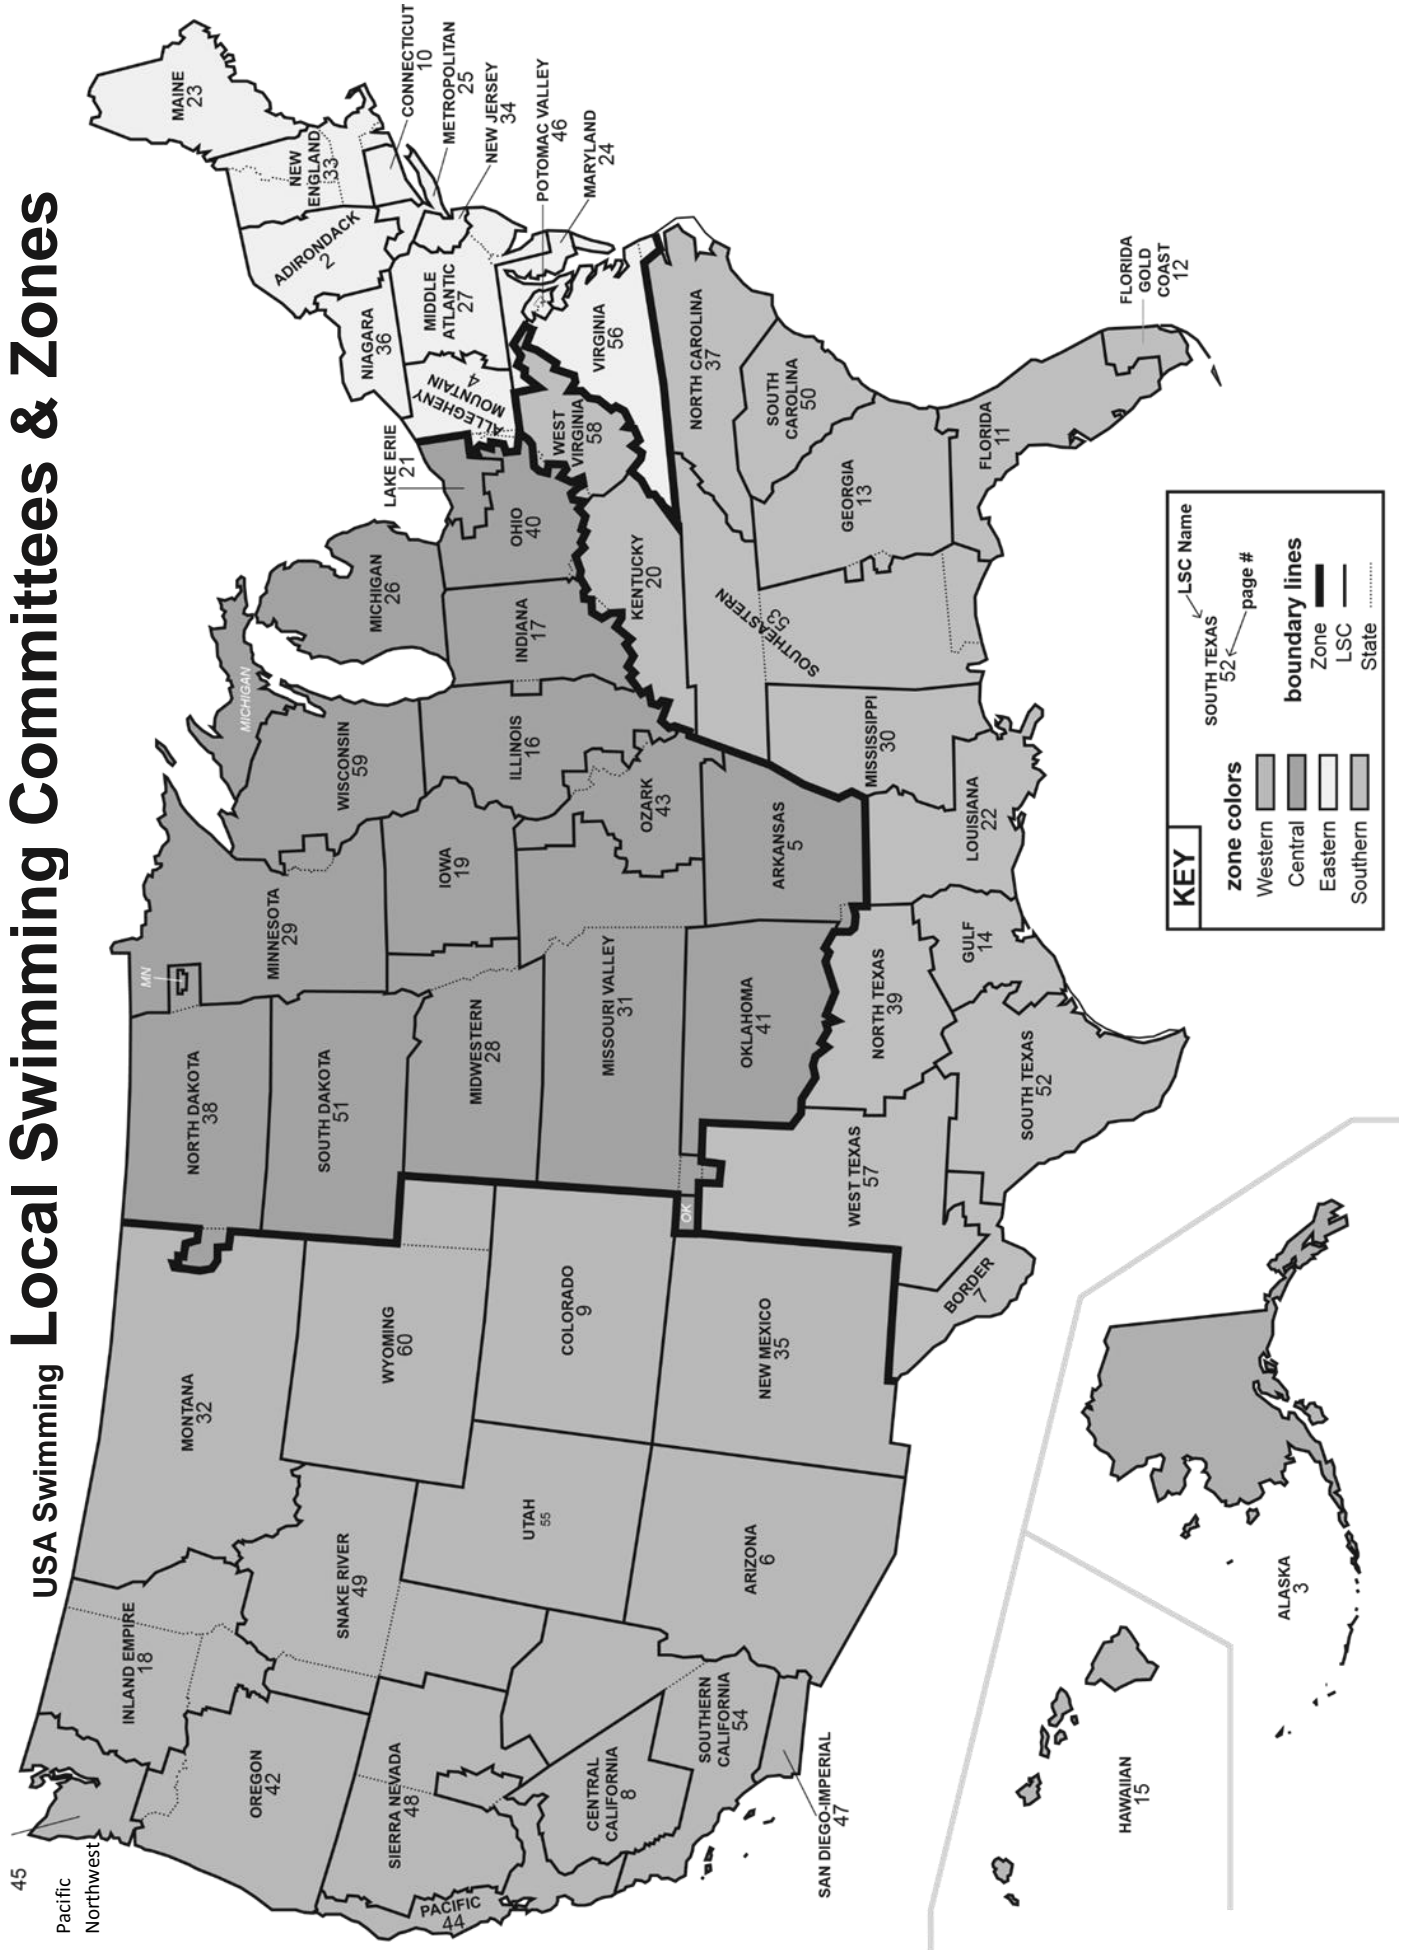 USA Swimming Local Swimming Committees & Zones
45
Pacific
Northwest
INLAND EMPIRE
18
MONTANA
32
NORTH DAKOTA
38
MN
MINNESOTA
29
MICHIGAN
MICHIGAN
26
WISCONSIN
59
SOUTH DAKOTA
51
OREGON
42
SNAKE RIVER
49
WYOMING
60
MIDWESTERN
28
IOWA
19
ILLINOIS
16
INDIANA
17
OHIO
40
LAKE ERIE
21
ALLEGHENY
MOUNTAIN
4
NIAGARA
36
ADIRONDACK
2
NEW
ENGLAND
33
MAINE
23
CONNECTICUT
10
METROPOLITAN
25
NEW JERSEY
34
POTOMAC VALLEY
46
MARYLAND
24
MIDDLE
ATLANTIC
27
WEST
VIRGINIA
58
VIRGINIA
56
PACIFIC
44
SIERRA NEVADA
48
UTAH
55
COLORADO
9
MISSOURI VALLEY
31
OZARK
43
KENTUCKY
20
NORTH CAROLINA
37
CENTRAL
CALIFORNIA
8
SOUTHERN
CALIFORNIA
54
SAN DIEGO-IMPERIAL
47
ARIZONA
6
NEW MEXICO
35
OK
OKLAHOMA
41
ARKANSAS
5
SOUTHEASTERN
53
SOUTH
CAROLINA
50
GEORGIA
13
MISSISSIPPI
30
WEST TEXAS
57
NORTH TEXAS
39
LOUISIANA
22
GULF
14
SOUTH TEXAS
52
BORDER
7
FLORIDA
11
FLORIDA
GOLD
COAST
12
HAWAIIAN
15
ALASKA
3
KEY
zone colors
Western
Central
Eastern
Southern
SOUTH TEXAS
52
LSC Name
page #
boundary lines
Zone
LSC
State